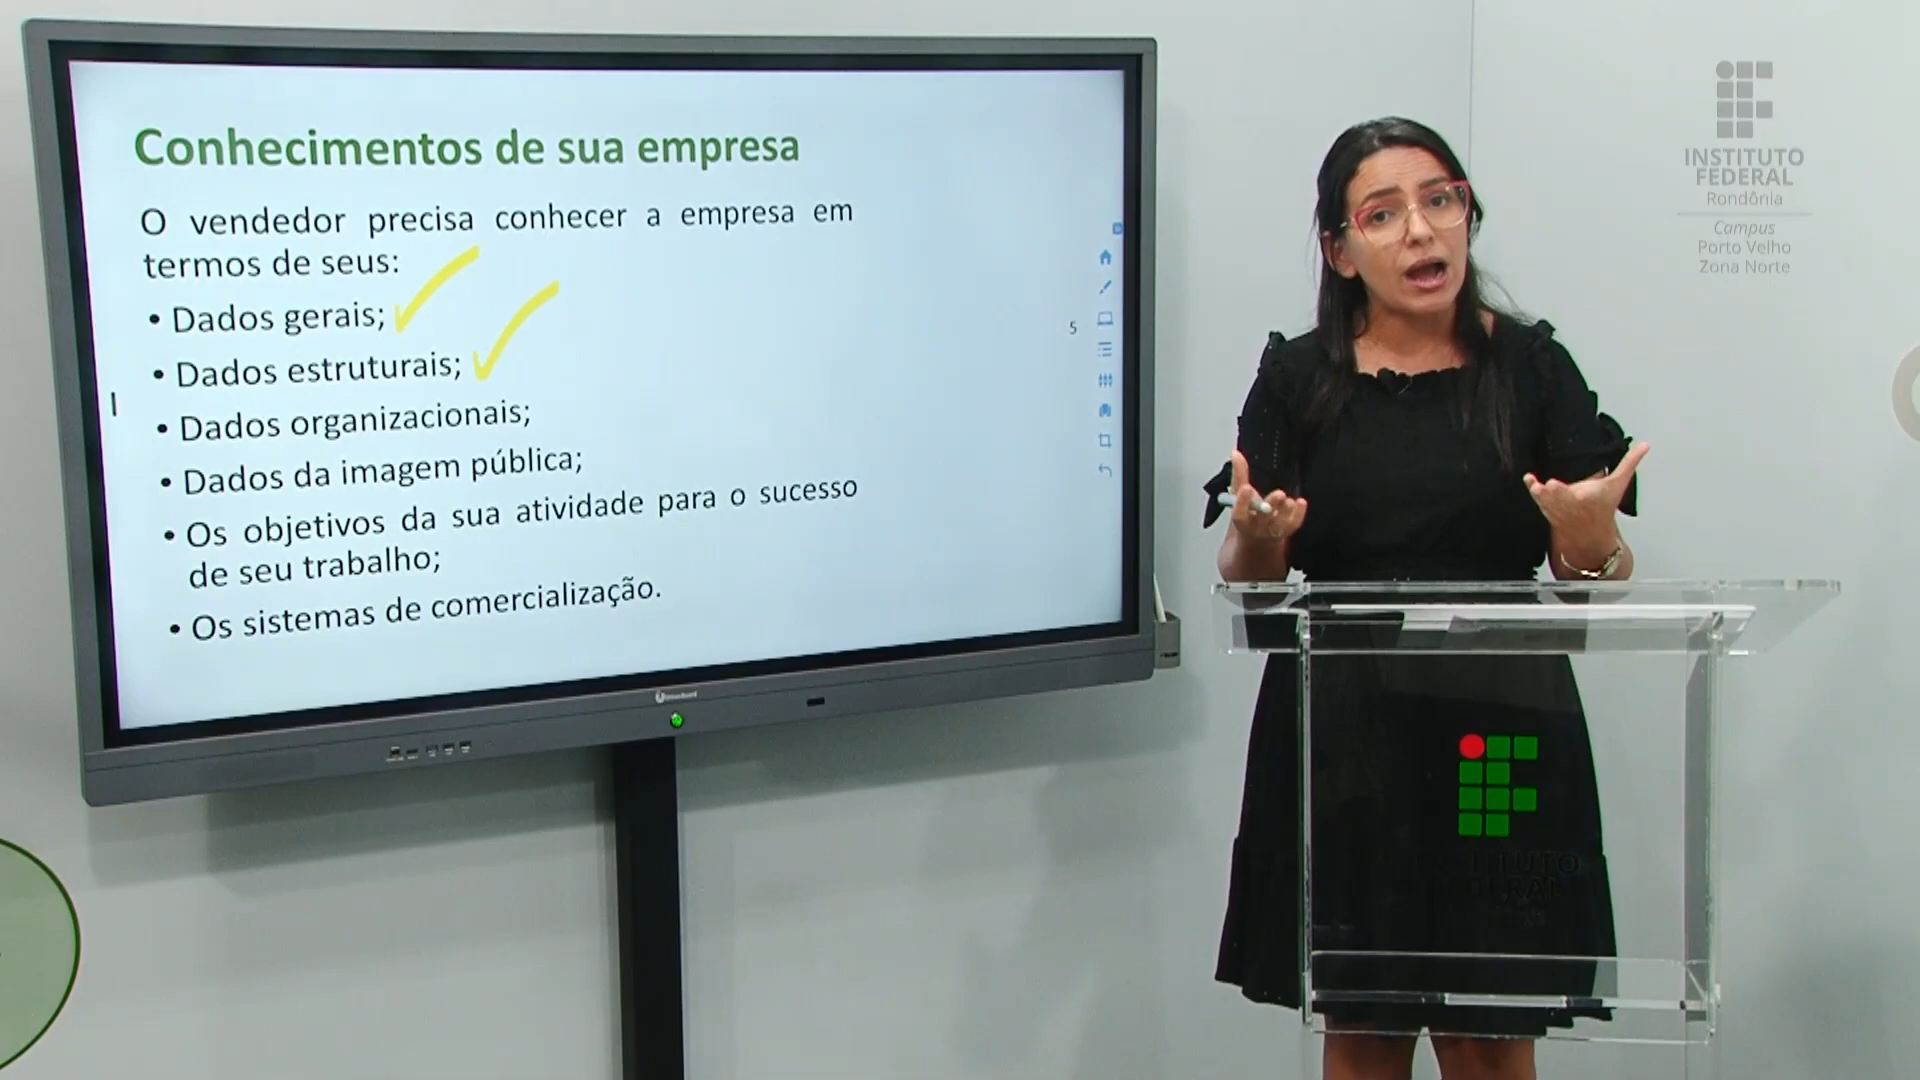 Conhecimentos de sua empresa
O vendedor precisa conhecer a empresa em
termos de seus:
• Dados gerais;
• Dados estruturais;
• Dados organizacionais;
• Dados da imagem pública;
• Os objetivos da sua atividade para o sucesso
de seu trabalho;
• Os sistemas de comercialização.
5
INSTITUTO
FEDERAL
Rondônia
Campus
Porto Velho
Zona Norte
INSTITUTO
FEDERAL